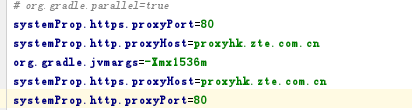 # org.gradle.parallel=true
systemProp.https.proxyPort=80
systemProp.http.proxyHost=proxyhk.zte.com.cn
org.gradle.jvmargs=-Xmx1536m
systemProp.https.proxyHost=proxyhk.zte.com.cn
systemProp.http.proxyPort=80